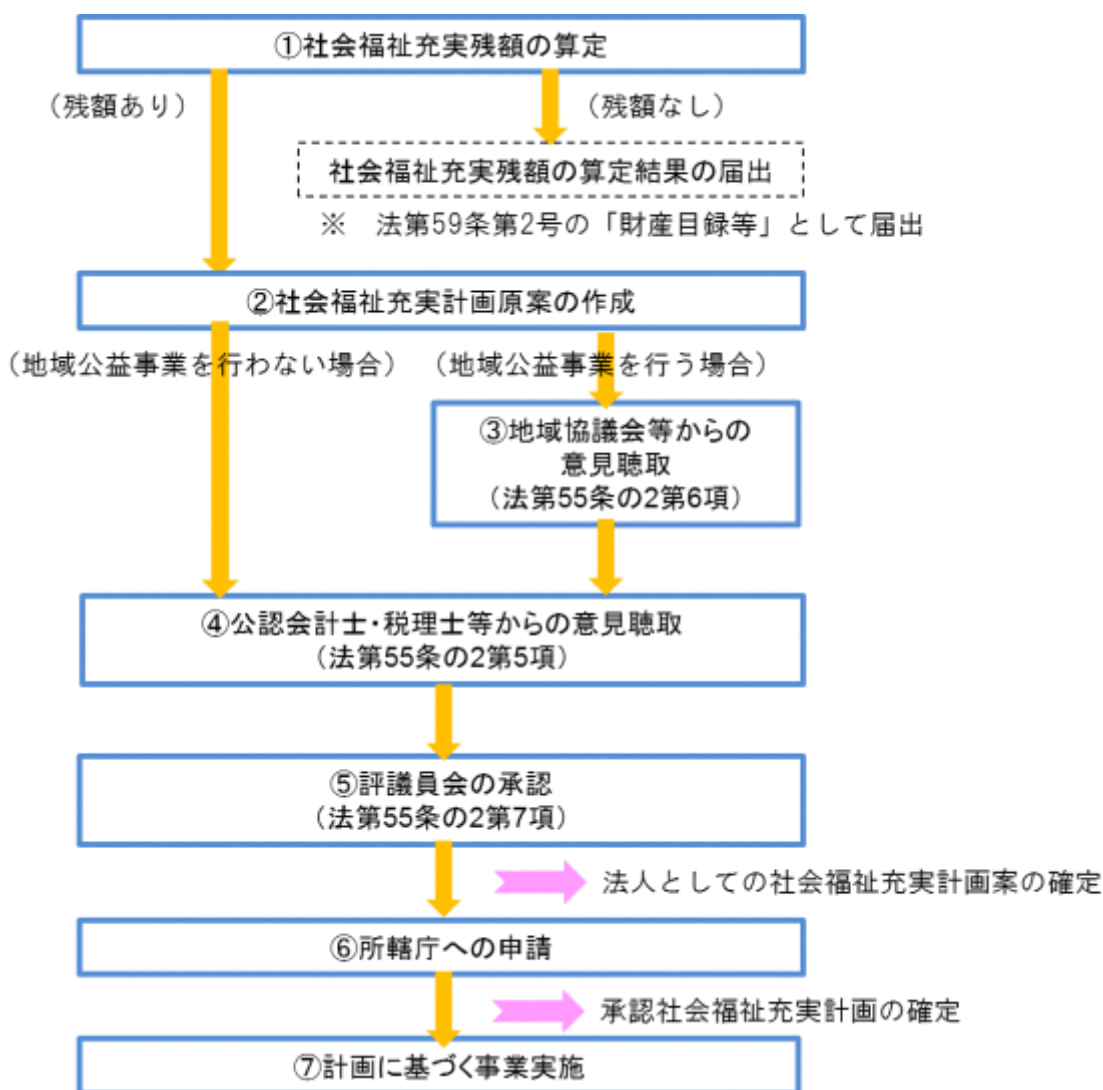 ①社会福祉充実残額の算定
（残額あり）
（残額なし）
社会福祉充実残額の算定結果の届出
※　法第59条第2号の「財産目録等」として届出
②社会福祉充実計画原案の作成
（地域公益事業を行わない場合）
（地域公益事業を行う場合）
③地域協議会等からの
意見聴取
（法第55条の2第6項）
④公認会計士・税理士等からの意見聴取
（法第55条の2第5項）
⑤評議員会の承認
（法第55条の2第7項）
法人としての社会福祉充実計画案の確定
⑥所轄庁への申請
承認社会福祉充実計画の確定
⑦計画に基づく事業実施